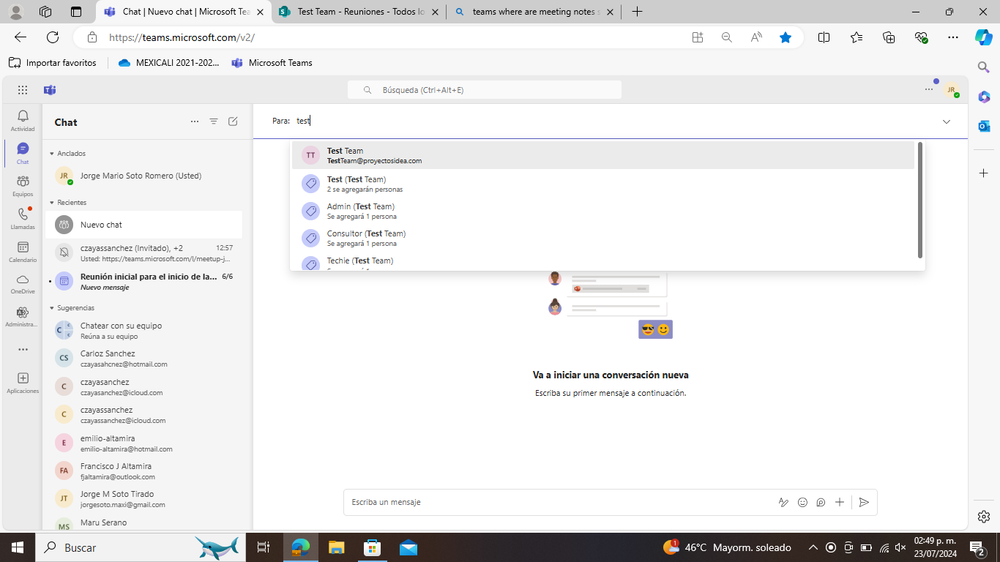 Chat | Nuevo chat | Microsoft Tea
Test Team - Reuniones - Todos lo
teams where are meeting notes s
https://teams.microsoft.com/v2/
Importar favoritos
MEXICALI 2021-202...
Microsoft Teams
Búsqueda (Ctrl+Alt+E)
JR
Actividad
Chat
Equipos
Llamadas
Calendario
OneDrive
Administra...
Aplicaciones
Chat
Anclados
JR
Jorge Mario Soto Romero (Usted)
Recientes
Nuevo chat
czayassanchez (Invitado), +2
12:57
Usted: https://teams.microsoft.com/l/meetup-j...
Reunión inicial para el inicio de la...
6/6
Nuevo mensaje
Sugerencias
Chatear con su equipo
Reúna a su equipo
CS
Carloz Sanchez
czayasahcnez@hotmail.com
C
czayasanchez
czayasanchez@icloud.com
C
czayassanchez
czayassanchez@icloud.com
E
emilio-altamira
emilio-altamira@hotmail.com
FA
Francisco J Altamira
fjaltamira@outlook.com
JT
Jorge M Soto Tirado
jorgesoto.maxi@gmail.com
MS
Maru Serano
Para: test
TT
Test Team
TestTeam@proyectosidea.com
Test (Test Team)
2 se agregarán personas
Admin (Test Team)
Se agregará 1 persona
Consultor (Test Team)
Se agregará 1 persona
Techie (Test Team)
Va a iniciar una conversación nueva
Escriba su primer mensaje a continuación.
Escriba un mensaje
Buscar
1
46°C Mayorm. soleado
02:49 p. m.
23/07/2024
2